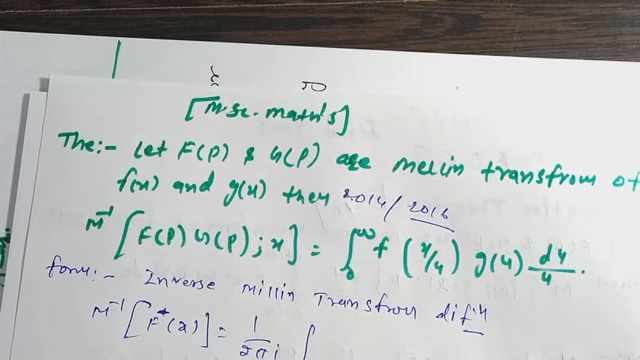 [M.Sc. maths]
The:- Let F(P) & G(P) are mellin transfrom of
f(x) and g(x) then 2014/2016
M⁻¹[F(P) G(P); x] = ∫₀^∞ f(x/y) g(y) dy/y.
form:- Inverse Millin Transfrom dif
M⁻¹[F*(x)] = 1/2πi ∫